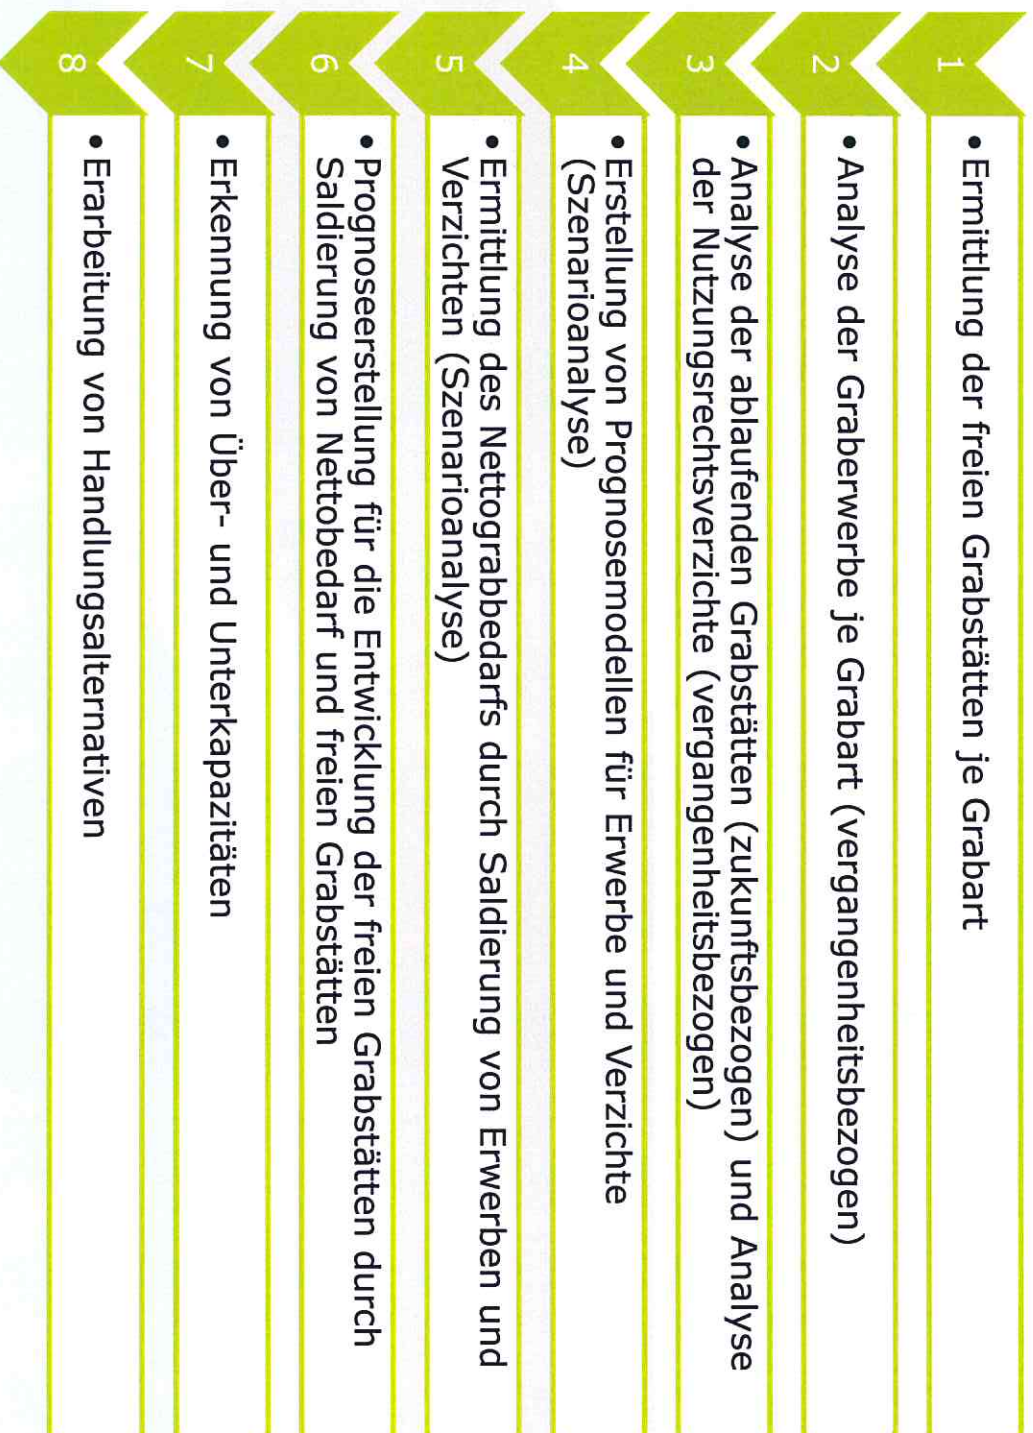 1
• Ermittlung der freien Grabstätten je Grabart
2
• Analyse der Graberwerbe je Grabart (vergangenheitsbezogen)
3
• Analyse der ablaufenden Grabstätten (zukunftsbezogen) und Analyse
der Nutzungsrechtsverzichte (vergangenheitsbezogen)
4
• Erstellung von Prognosemodellen für Erwerbe und Verzichte
(Szenarioanalyse)
5
• Ermittlung des Nettograbbedarfs durch Saldierung von Erwerben und
Verzichten (Szenarioanalyse)
6
• Prognoseerstellung für die Entwicklung der freien Grabstätten durch
Saldierung von Nettobedarf und freien Grabstätten
7
• Erkennung von Über- und Unterkapazitäten
8
• Erarbeitung von Handlungsalternativen